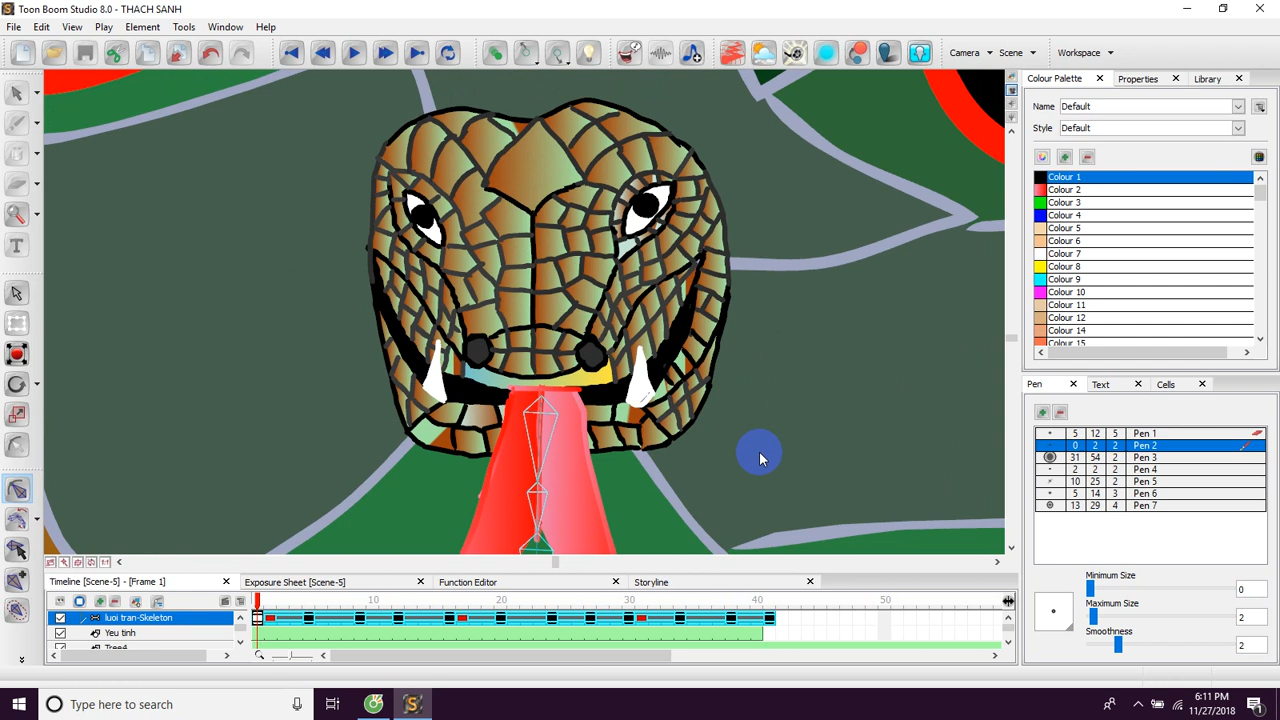 Toon Boom Studio 8.0 - THACH SANH
File Edit View Play Element Tools Window Help
Camera Scene Workspace
Colour Palette Properties Library
Name Default
Style Default
Colour 1
Colour 2
Colour 3
Colour 4
Colour 5
Colour 6
Colour 7
Colour 8
Colour 9
Colour 10
Colour 11
Colour 12
Colour 14
Colour 15
T
Pen Text Cells
5 12 5 Pen 1
0 2 2 Pen 2
31 54 2 Pen 3
2 2 2 Pen 4
10 25 2 Pen 5
5 14 3 Pen 6
13 29 4 Pen 7
Minimum Size
0
Maximum Size
2
Smoothness
2
1:1
Timeline [Scene-5] - [Frame 1] Exposure Sheet [Scene-5] Function Editor Storyline
10 20 30 40 50
luoi tran-Skeleton
Yeu tinh
Tree4
Type here to search
6:11 PM
11/27/2018
1